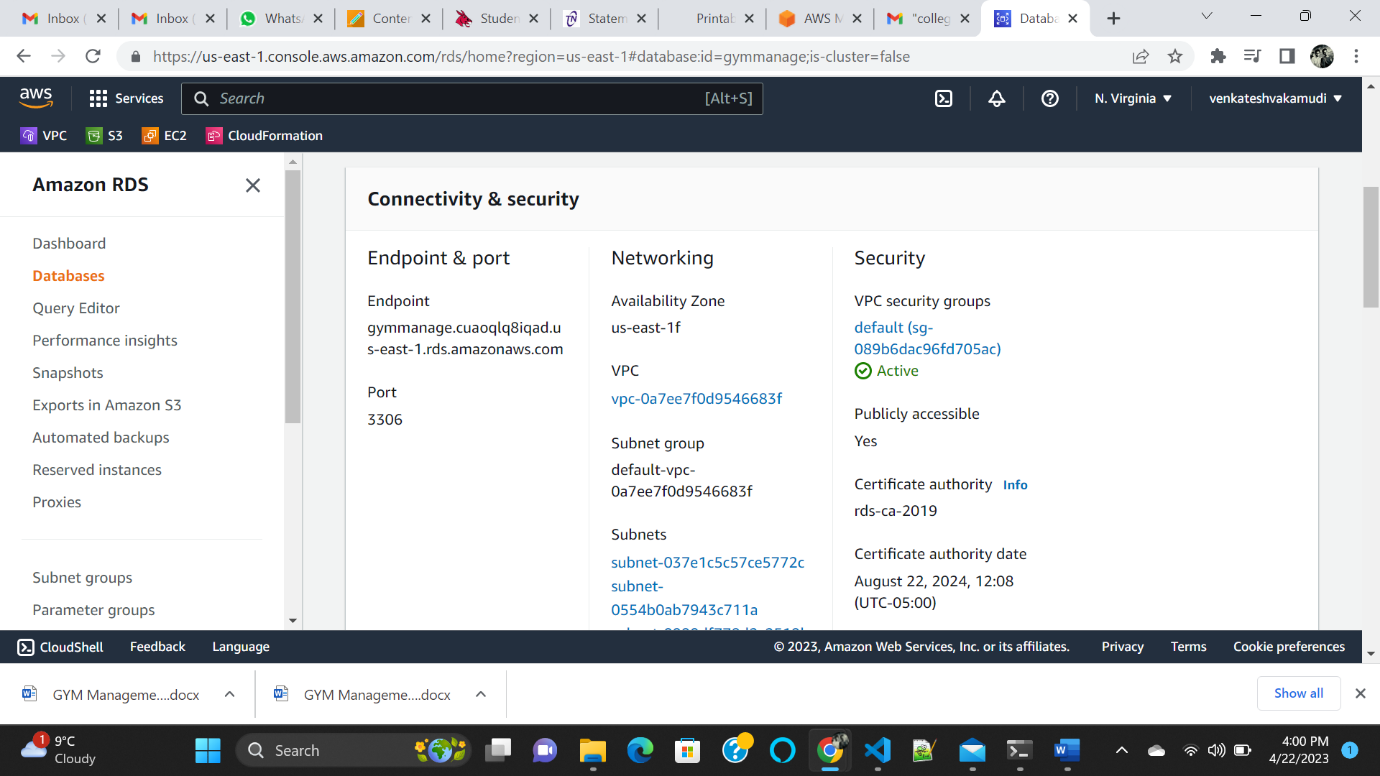 Inbox (
Inbox (
Whats
Conter
Studen
Statem
Printab
AWS M
"colleg
Databa
https://us-east-1.console.aws.amazon.com/rds/home?region=us-east-1#database:id=gymmanage;is-cluster=false
aws
Services
Search
[Alt+S]
N. Virginia
venkateshvakamudi
VPC
S3
EC2
CloudFormation
Amazon RDS
Dashboard
Databases
Query Editor
Performance insights
Snapshots
Exports in Amazon S3
Automated backups
Reserved instances
Proxies
Subnet groups
Parameter groups
Connectivity & security
Endpoint & port
Endpoint
gymmanage.cuaoqlq8iqad.u
s-east-1.rds.amazonaws.com
Port
3306
Networking
Availability Zone
us-east-1f
VPC
vpc-0a7ee7f0d9546683f
Subnet group
default-vpc-
0a7ee7f0d9546683f
Subnets
subnet-037e1c5c57ce5772c
subnet-
0554b0ab7943c711a
Security
VPC security groups
default (sg-
089b6dac96fd705ac)
Active
Publicly accessible
Yes
Certificate authority Info
rds-ca-2019
Certificate authority date
August 22, 2024, 12:08
(UTC-05:00)
CloudShell
Feedback
Language
© 2023, Amazon Web Services, Inc. or its affiliates.
Privacy
Terms
Cookie preferences
GYM Manageme....docx
GYM Manageme....docx
Show all
1
9°C
Cloudy
Search
4:00 PM
4/22/2023
1